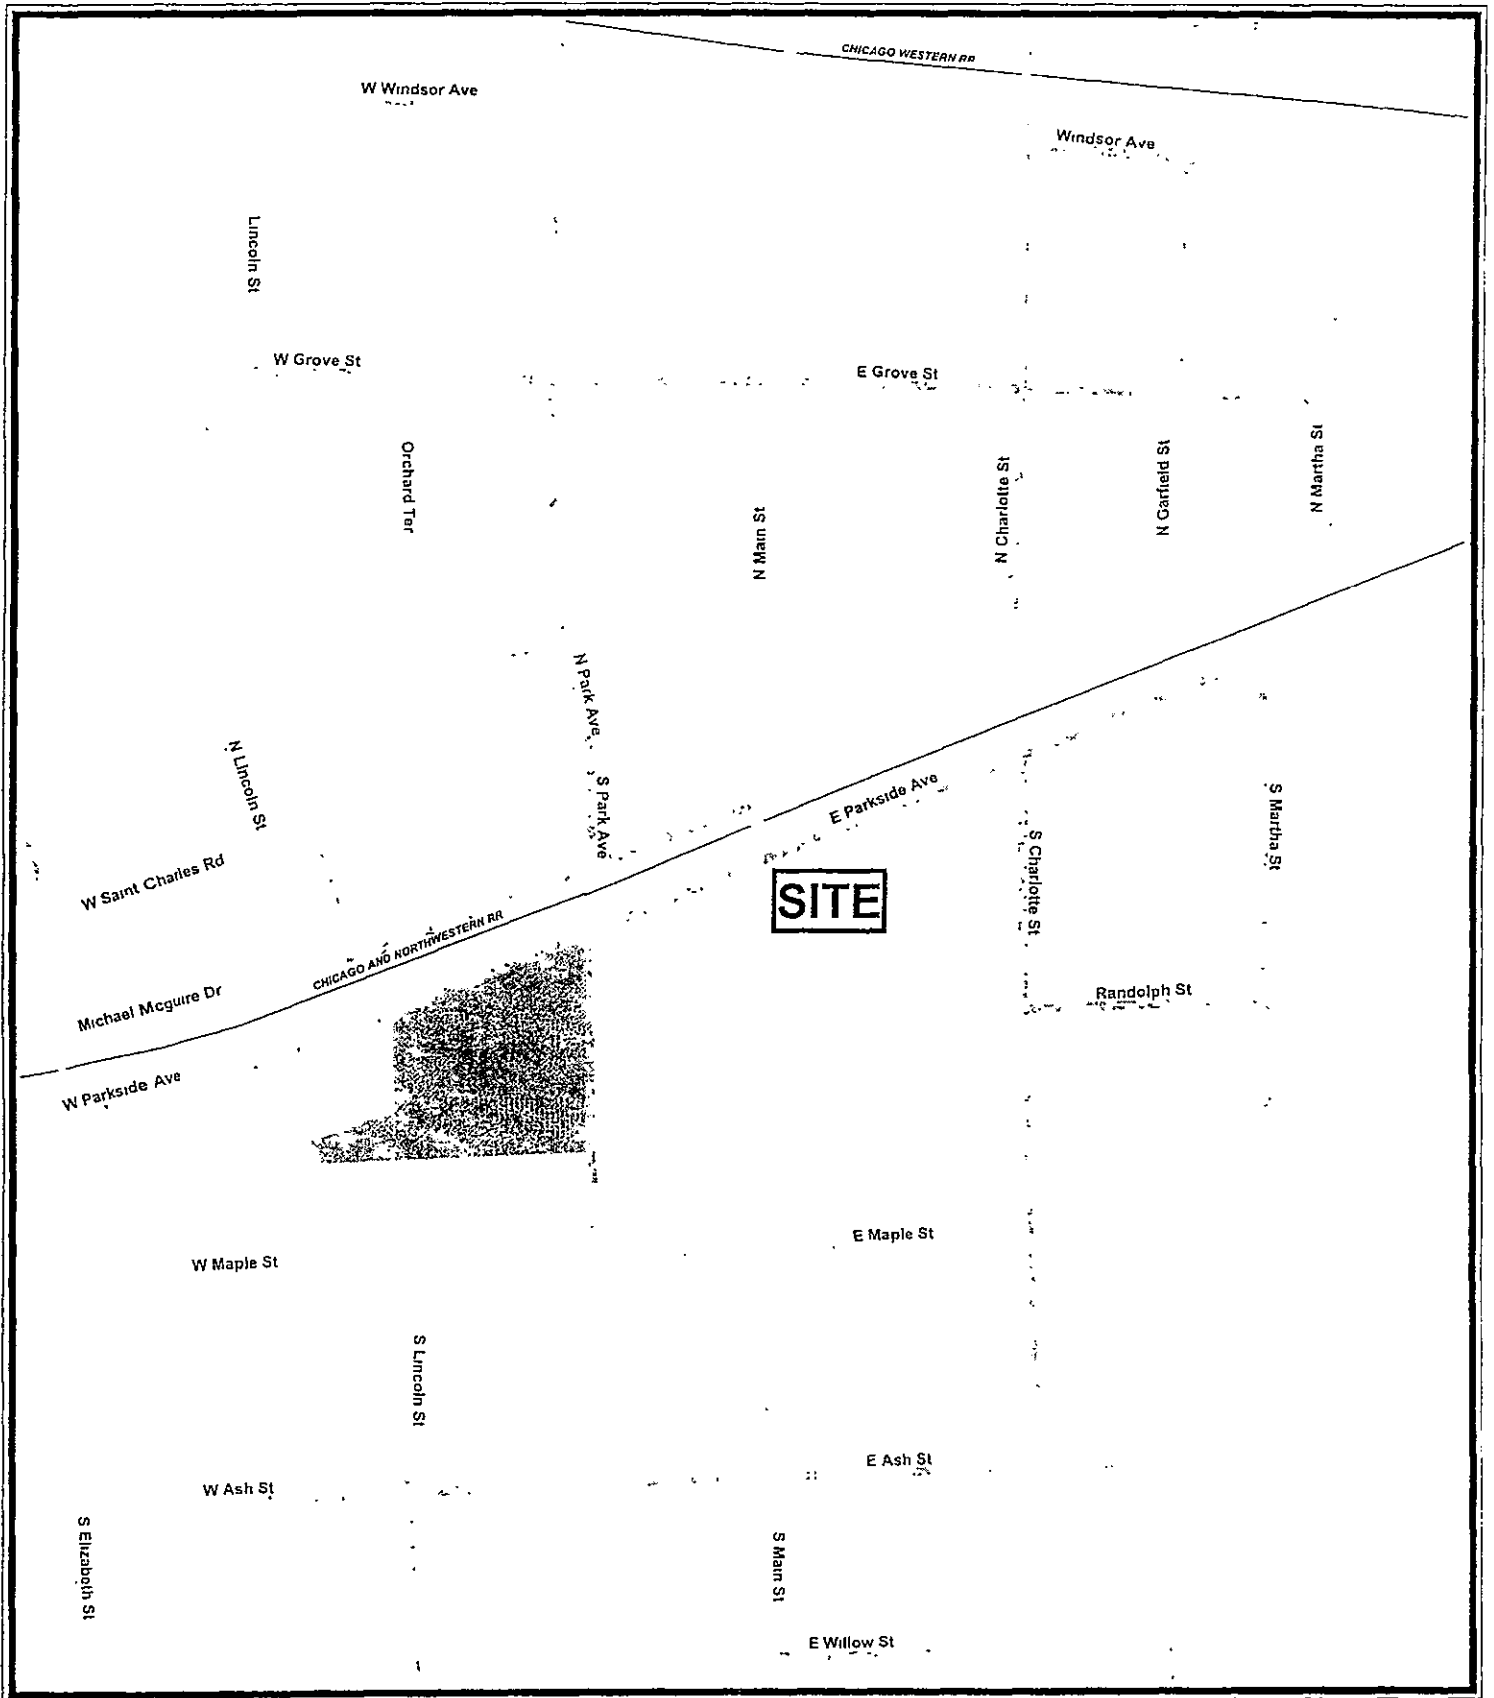 CHICAGO WESTERN RR
W Windsor Ave
Windsor Ave
Lincoln St
W Grove St
E Grove St
Orchard Ter
N Main St
N Charlotte St
N Garfield St
N Martha St
N Park Ave
N Lincoln St
S Park Ave
E Parkside Ave
S Martha St
S Charlotte St
W Saint Charles Rd
SITE
CHICAGO AND NORTHWESTERN RR
Michael Mcguire Dr
Randolph St
W Parkside Ave
E Maple St
W Maple St
S Lincoln St
E Ash St
W Ash St
S Elizabeth St
S Main St
E Willow St